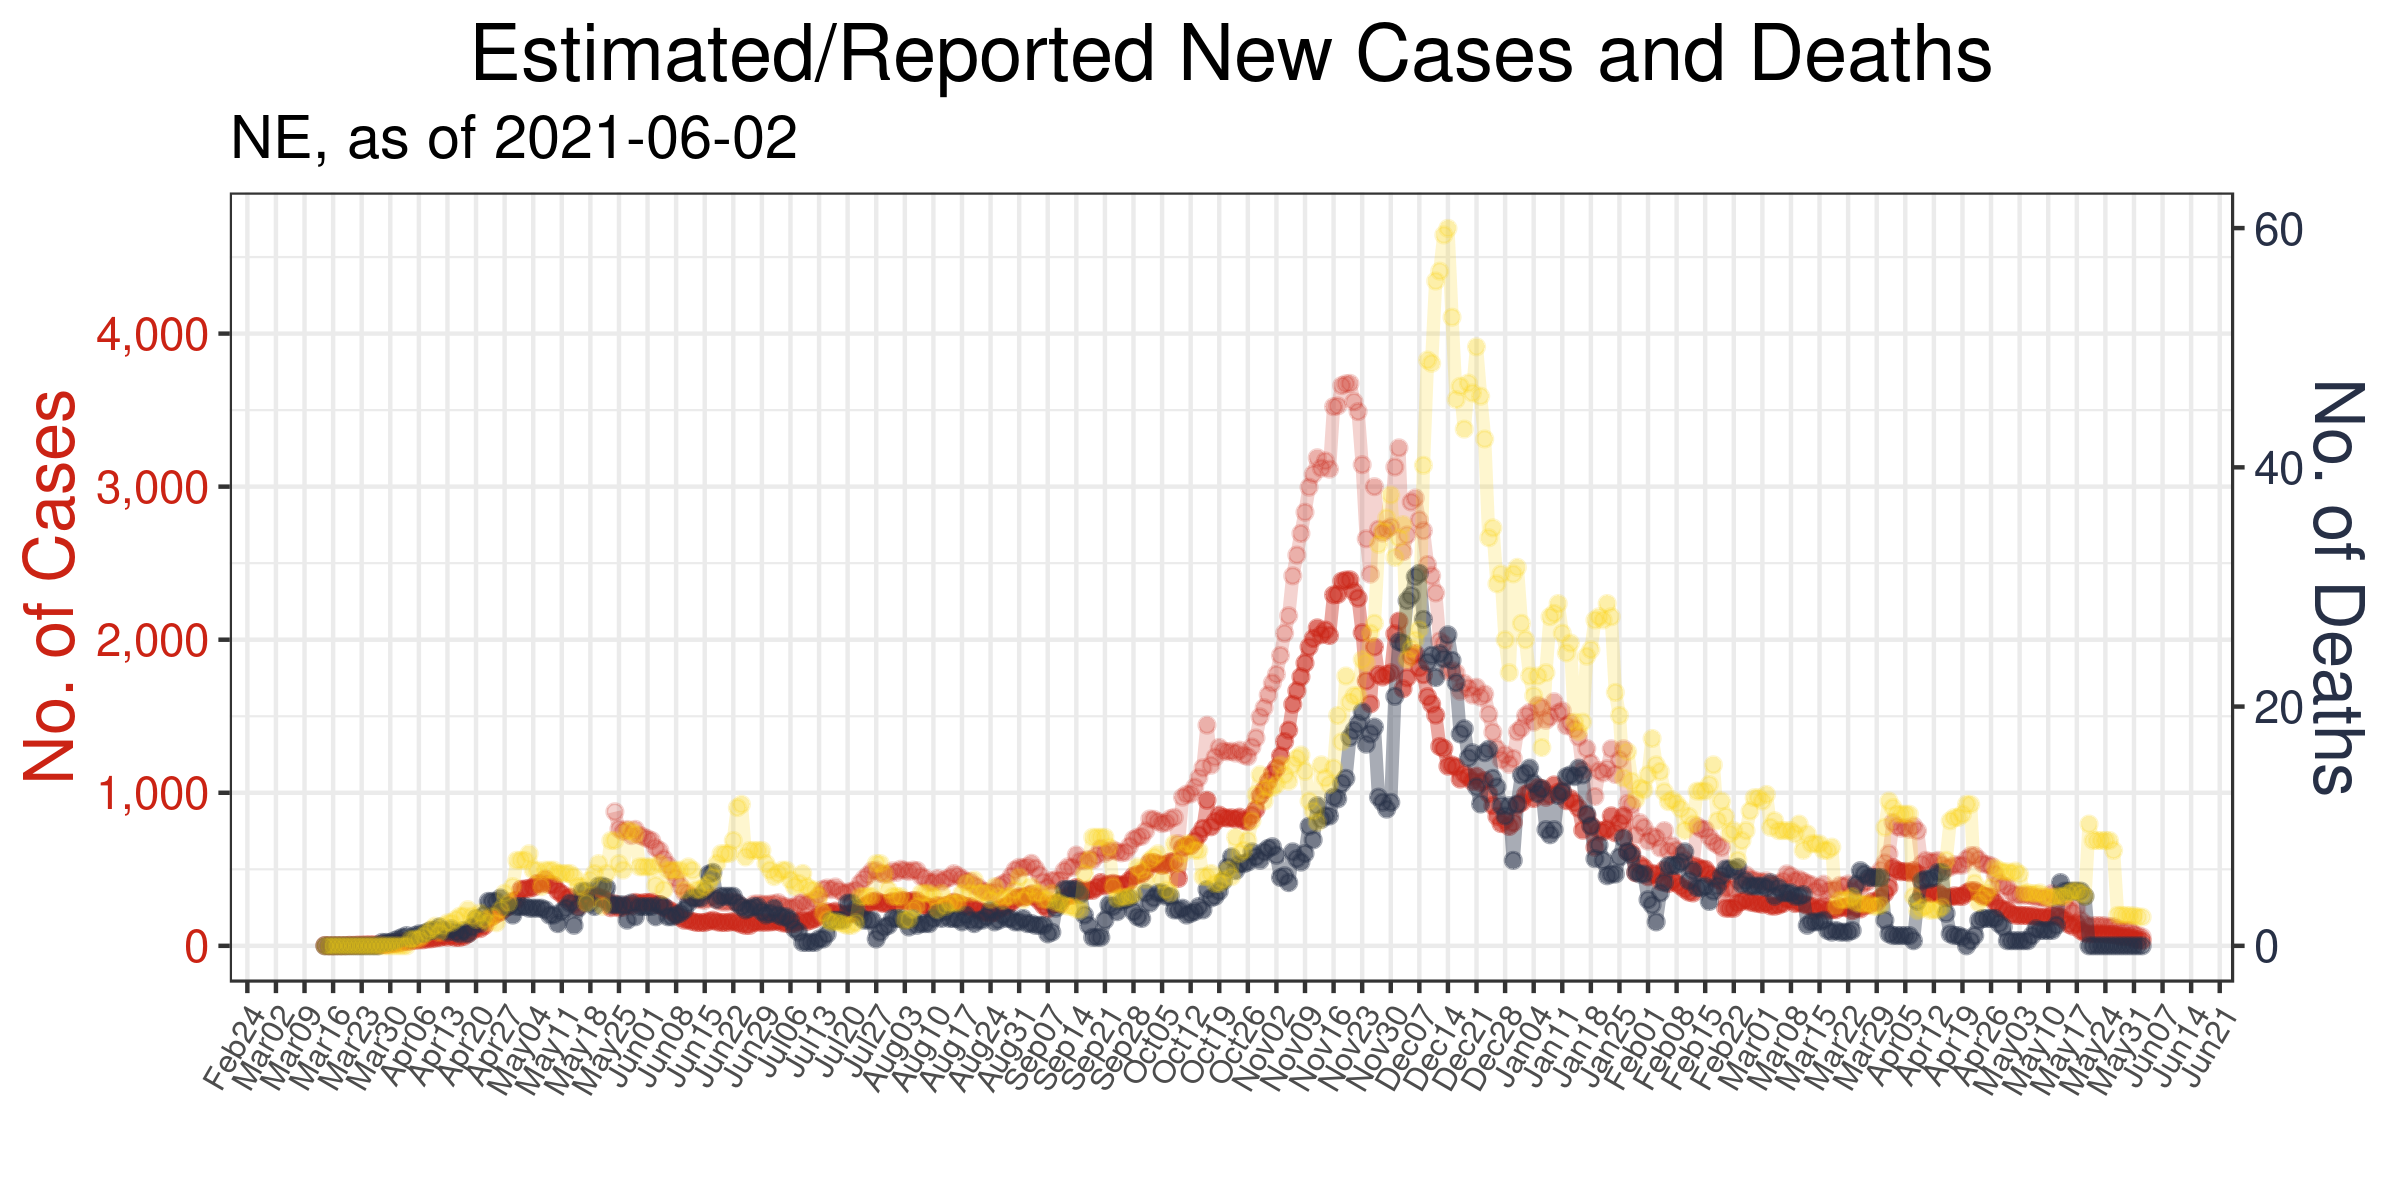 Estimated/Reported New Cases and Deaths
NE, as of 2021-06-02
No. of Cases
4,000
3,000
2,000
1,000
0
60
40
20
0
No. of Deaths
Feb24
Mar02
Mar09
Mar16
Mar23
Mar30
Apr06
Apr13
Apr20
Apr27
May04
May11
May18
May25
Jun01
Jun08
Jun15
Jun22
Jun29
Jul06
Jul13
Jul20
Jul27
Aug03
Aug10
Aug17
Aug24
Aug31
Sep07
Sep14
Sep21
Sep28
Oct05
Oct12
Oct19
Oct26
Nov02
Nov09
Nov16
Nov23
Nov30
Dec07
Dec14
Dec21
Dec28
Jan04
Jan11
Jan18
Jan25
Feb01
Feb08
Feb15
Feb22
Mar01
Mar08
Mar15
Mar22
Mar29
Apr05
Apr12
Apr19
Apr26
May03
May10
May17
May24
May31
Jun07
Jun14
Jun21